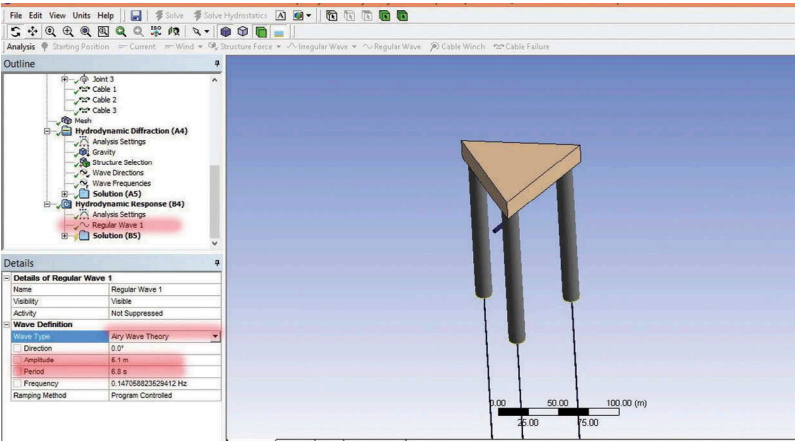 File Edit View Units Help Solve Solve Hydrostatics A
Analysis Starting Position Current Wind Structure Force Irregular Wave Regular Wave Cable Winch Cable Failure
Outline
Joint 3
Cable 1
Cable 2
Cable 3
Mesh
Hydrodynamic Diffraction (A4)
Analysis Settings
Gravity
Structure Selection
Wave Directions
Wave Frequencies
Solution (A5)
Hydrodynamic Response (B4)
Analysis Settings
Regular Wave 1
Solution (B5)
Details
Details of Regular Wave 1
Name Regular Wave 1
Visibility Visible
Activity Not Suppressed
Wave Definition
Wave Type Airy Wave Theory
Direction 0.0°
Amplitude 5.1 m
Period 6.8 s
Frequency 0.147058823529412 Hz
Ramping Method Program Controlled
0.00 50.00 100.00 (m)
25.00 75.00